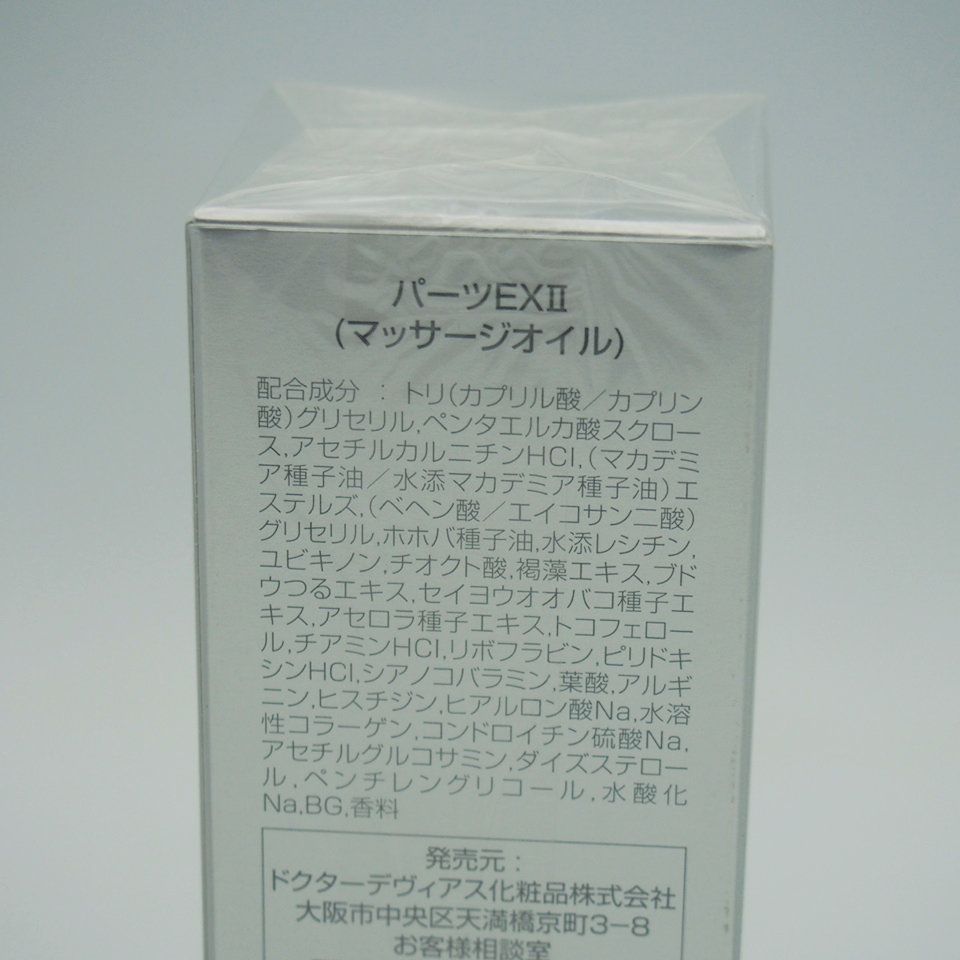 パーツEXⅡ
(マッサージオイル)
配合成分 : トリ(カプリル酸/カプリン
酸)グリセリル,ペンタエルカ酸スクロー
ス,アセチルカルニチンHCl,(マカデミ
ア種子油/水添マカデミア種子油)エ
ステルズ,(ベヘン酸/エイコサン二酸)
グリセリル,ホホバ種子油,水添レシチン,
ユビキノン,チオクト酸,褐藻エキス,ブド
ウつるエキス,セイヨウオオバコ種子エ
キス,アセロラ種子エキス,トコフェロー
ル,チアミンHCl,リボフラビン,ピリドキ
シンHCl,シアノコバラミン,葉酸,アルギ
ニン,ヒスチジン,ヒアルロン酸Na,水溶
性コラーゲン,コンドロイチン硫酸Na,
アセチルグルコサミン,ダイズステロー
ル,ペンチレングリコール,水酸化
Na,BG,香料
発売元 :
ドクターデヴィアス化粧品株式会社
大阪市中央区天満橋京町3-8
お客様相談室